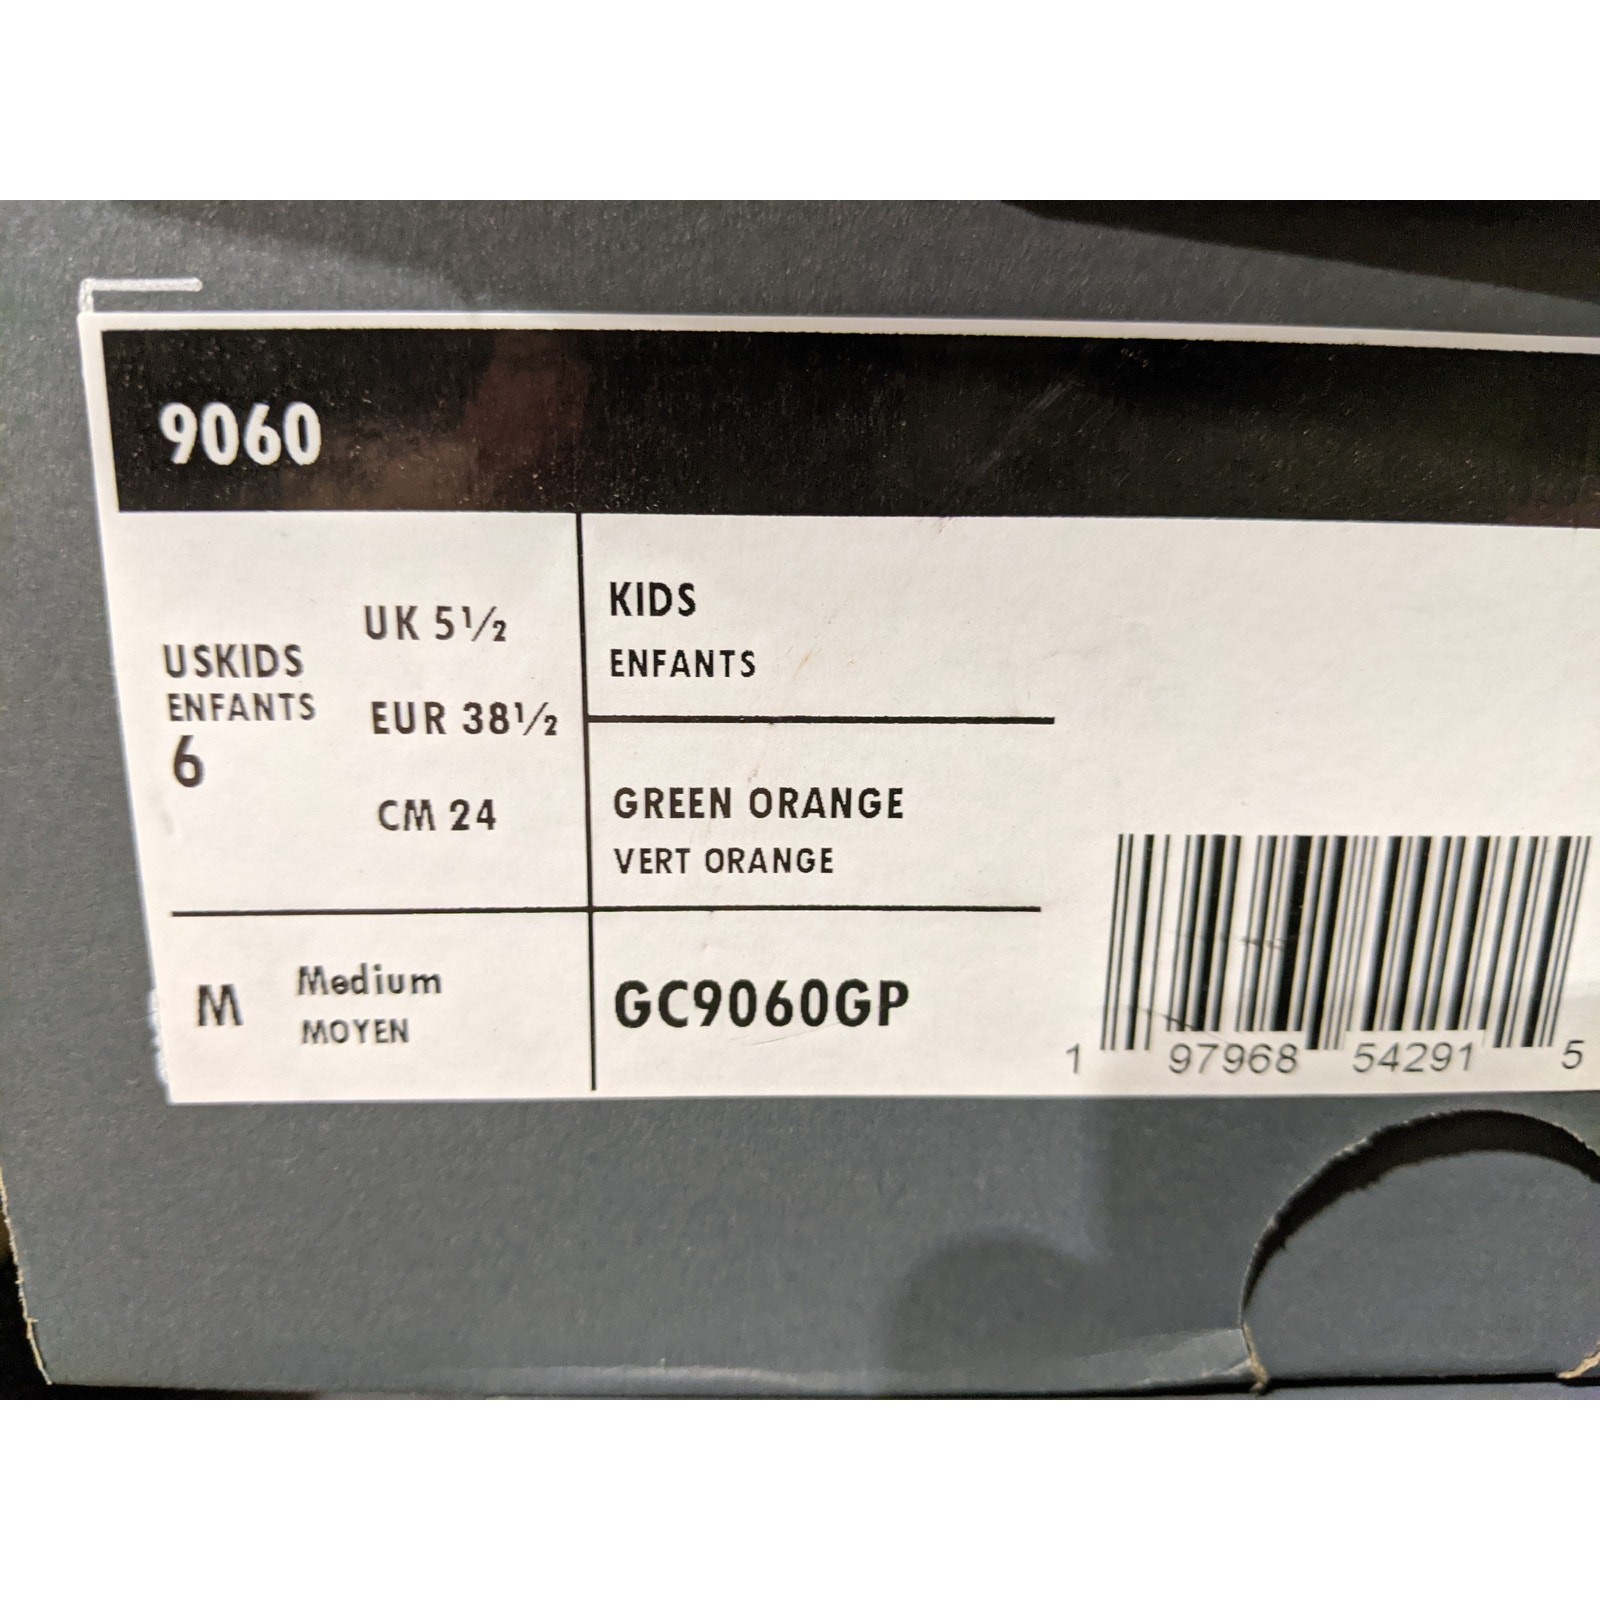 9060
USKIDS
ENFANTS
6
UK 5½
EUR 38½
CM 24
KIDS
ENFANTS
GREEN ORANGE
VERT ORANGE
M
Medium
MOYEN
GC9060GP
1 97968 54291 5